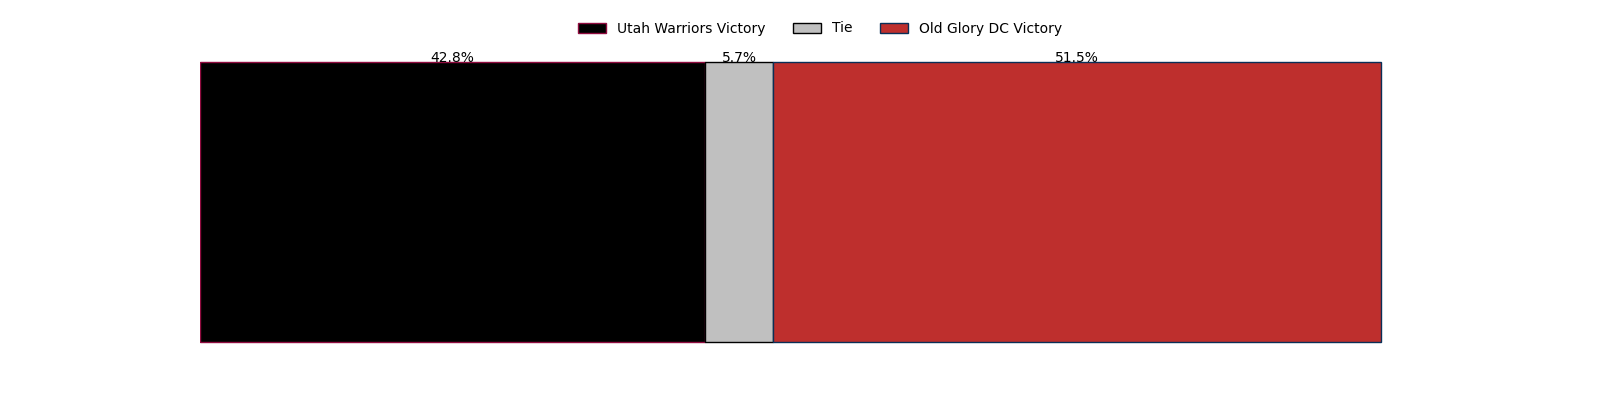 Utah Warriors Victory Tie Old Glory DC Victory
42.8% 5.7% 51.5%